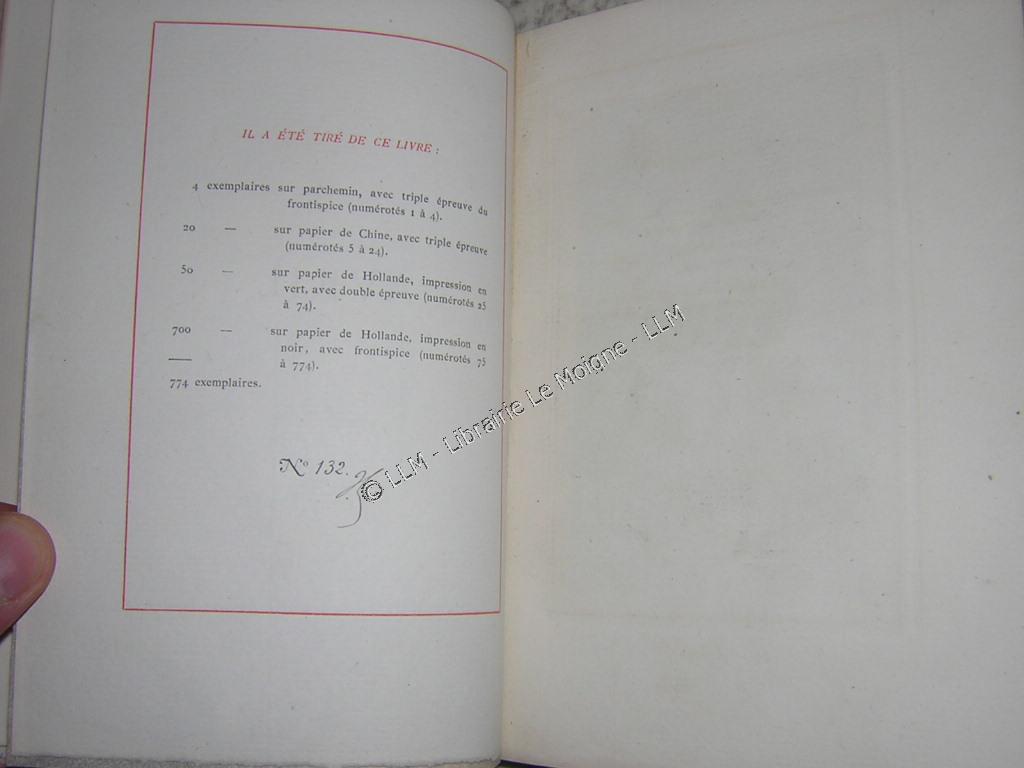 IL A ÉTÉ TIRÉ DE CE LIVRE :
4 exemplaires sur parchemin, avec triple épreuve du
frontispice (numérotés 1 à 4).
20 — sur papier de Chine, avec triple épreuve
(numérotés 5 à 24).
50 — sur papier de Hollande, impression en
vert, avec double épreuve (numérotés 25
à 74).
700 — sur papier de Hollande, impression en
noir, avec frontispice (numérotés 75
à 774).
774 exemplaires.
No 132.
© LLM - Librairie Le Moigne - LLM